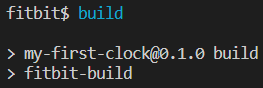 fitbit$ build
> my-first-clock@0.1.0 build
> fitbit-build